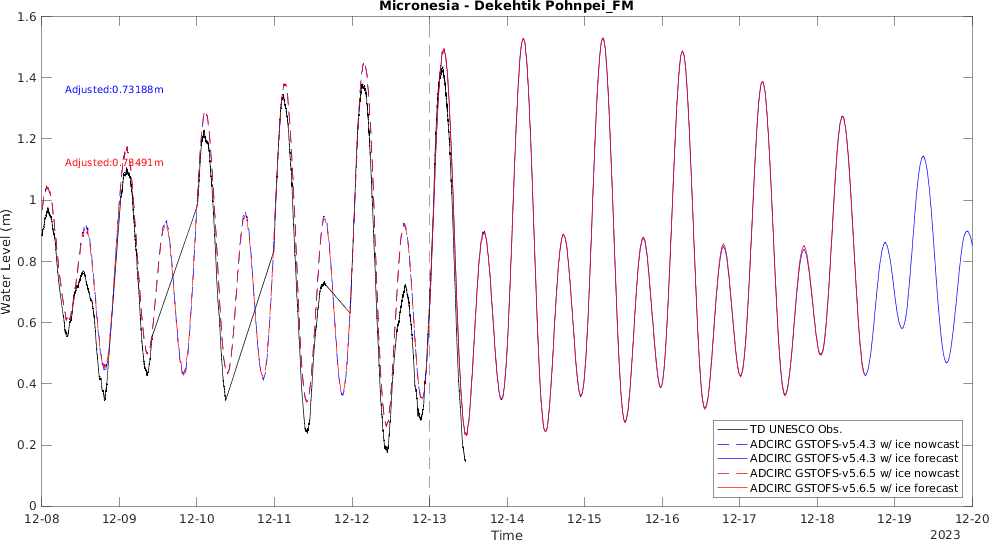 Micronesia - Dekehtik Pohnpei_FM
1.6
1.4
1.2
1
0.8
0.6
0.4
0.2
0
Water Level (m)
Adjusted:0.73188m
Adjusted:0.78491m
TD UNESCO Obs.
ADCIRC GSTOFS-v5.4.3 w/ ice nowcast
ADCIRC GSTOFS-v5.4.3 w/ ice forecast
ADCIRC GSTOFS-v5.6.5 w/ ice nowcast
ADCIRC GSTOFS-v5.6.5 w/ ice forecast
12-08 12-09 12-10 12-11 12-12 12-13 12-14 12-15 12-16 12-17 12-18 12-19 12-20
Time
2023